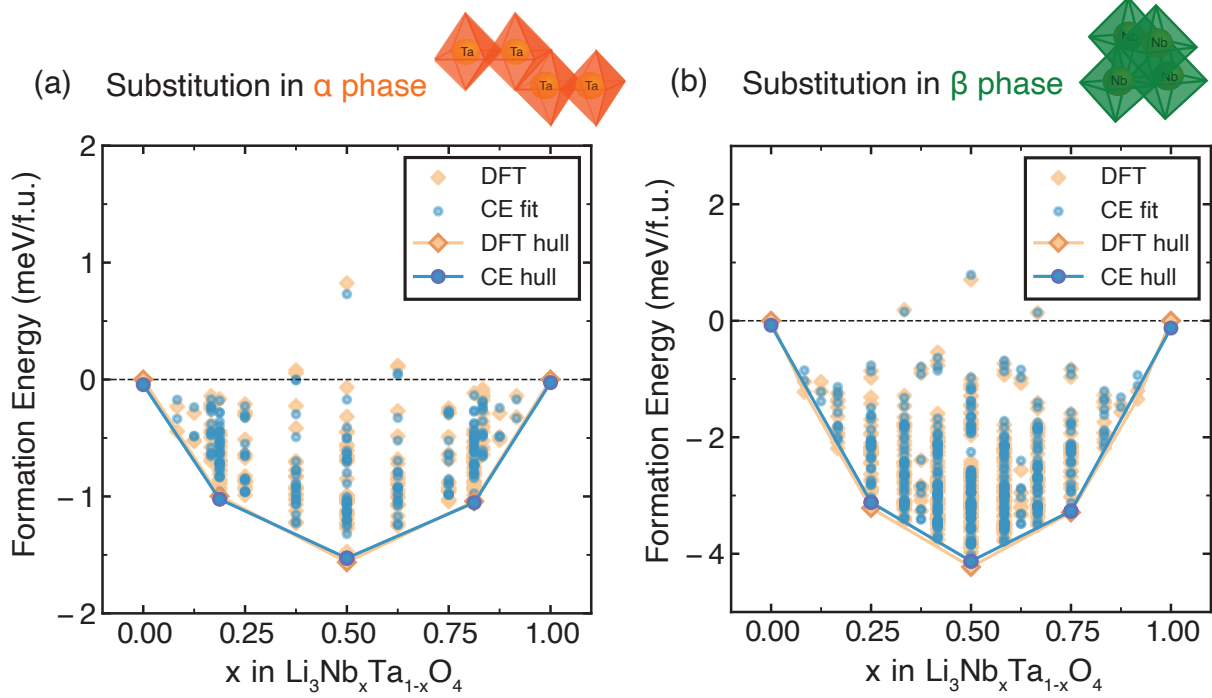 (a) Substitution in α phase
Ta Ta
Ta Ta
2
1
0
−1
−2
Formation Energy (meV/f.u.)
DFT
CE fit
DFT hull
CE hull
0.00 0.25 0.50 0.75 1.00
x in Li₃NbₓTa₁₋ₓO₄
(b) Substitution in β phase
Nb Nb
Nb Nb
2
0
−2
−4
Formation Energy (meV/f.u.)
DFT
CE fit
DFT hull
CE hull
0.00 0.25 0.50 0.75 1.00
x in Li₃NbₓTa₁₋ₓO₄